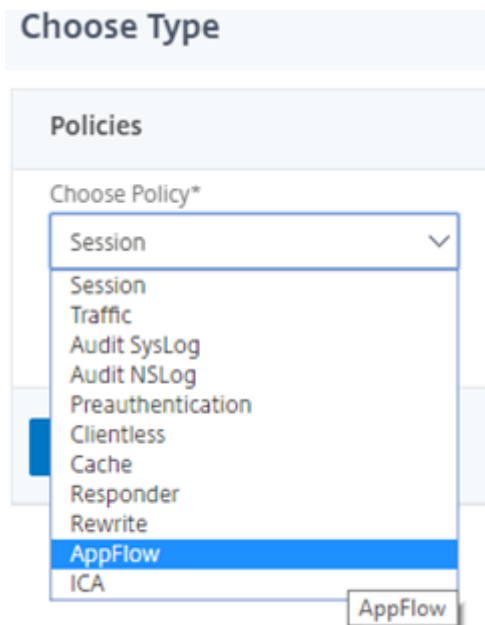 Choose Type
Policies
Choose Policy*
Session
Session
Traffic
Audit SysLog
Audit NSLog
Preauthentication
Clientless
Cache
Responder
Rewrite
AppFlow
ICA
AppFlow